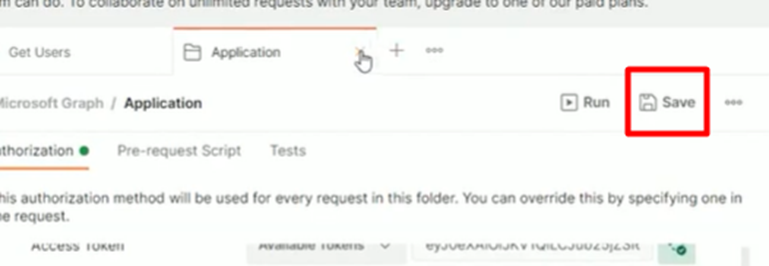 m can do. To collaborate on unlimited requests with your team, upgrade to one of our paid plans.
Get Users
Application
Microsoft Graph / Application
Run
Save
thorization
Pre-request Script
Tests
his authorization method will be used for every request in this folder. You can override this by specifying one in
e request.
Access Token
Available Tokens